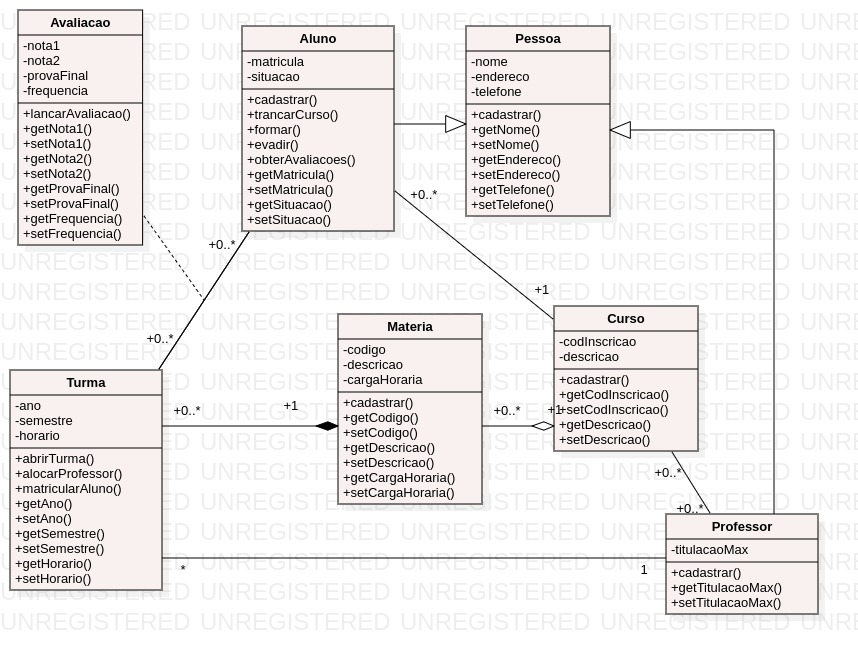 Avaliacao
-nota1
-nota2
-provaFinal
-frequencia
+lancarAvaliacao()
+getNota1()
+setNota1()
+getNota2()
+setNota2()
+getProvaFinal()
+setProvaFinal()
+getFrequencia()
+setFrequencia()
Aluno
-matricula
-situacao
+cadastrar()
+trancarCurso()
+formar()
+evadir()
+obterAvaliacoes()
+getMatricula()
+setMatricula()
+getSituacao()
+setSituacao()
Pessoa
-nome
-endereco
-telefone
+cadastrar()
+getNome()
+setNome()
+getEndereco()
+setEndereco()
+getTelefone()
+setTelefone()
+0..*
+0..*
+0..*
+1
Materia
-codigo
-descricao
-cargaHoraria
+cadastrar()
+getCodigo()
+setCodigo()
+getDescricao()
+setDescricao()
+getCargaHoraria()
+setCargaHoraria()
Curso
-codInscricao
-descricao
+cadastrar()
+getCodInscricao()
+setCodInscricao()
+getDescricao()
+setDescricao()
Turma
-ano
-semestre
-horario
+abrirTurma()
+alocarProfessor()
+matricularAluno()
+getAno()
+setAno()
+getSemestre()
+setSemestre()
+getHorario()
+setHorario()
+0..*
+1
+0..*
+1
+0..*
+0..*
Professor
-titulacaoMax
+cadastrar()
+getTitulacaoMax()
+setTitulacaoMax()
*
1
UNREGISTERED